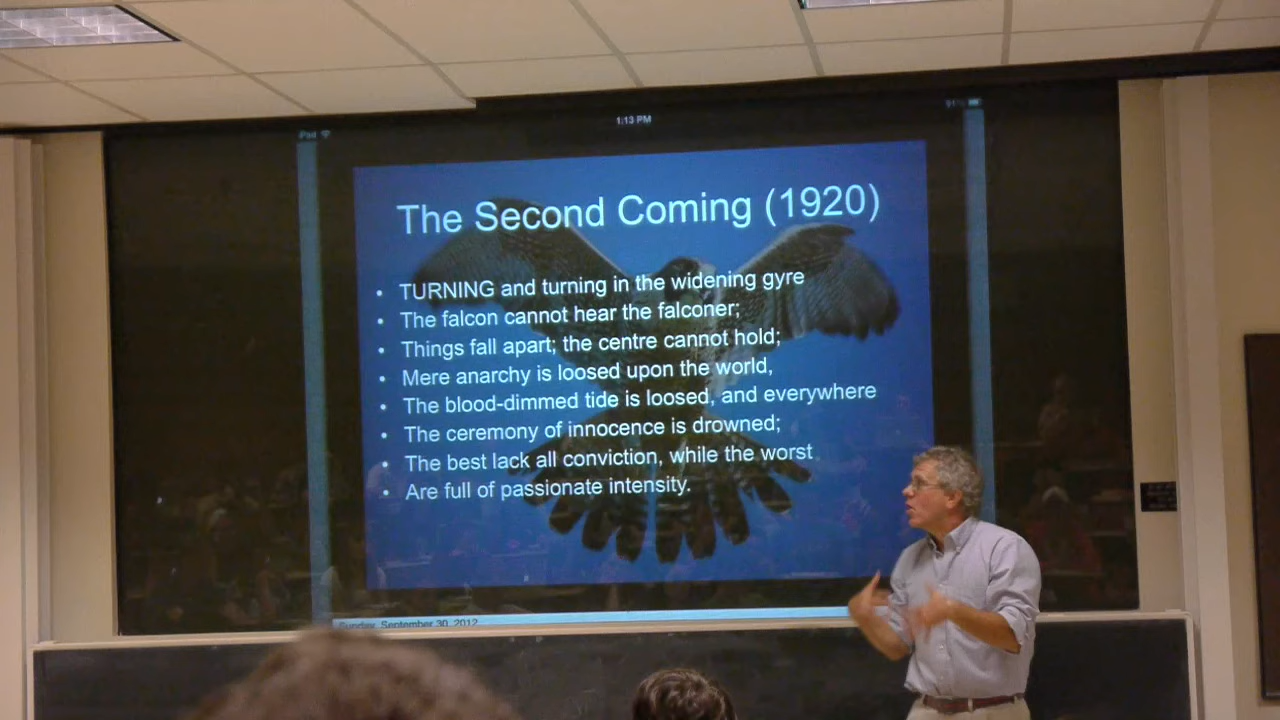 iPod
1:13 PM
91%
The Second Coming (1920)
• TURNING and turning in the widening gyre
• The falcon cannot hear the falconer;
• Things fall apart; the centre cannot hold;
• Mere anarchy is loosed upon the world,
• The blood-dimmed tide is loosed, and everywhere
• The ceremony of innocence is drowned;
• The best lack all conviction, while the worst
• Are full of passionate intensity.
Sunday, September 30, 2012